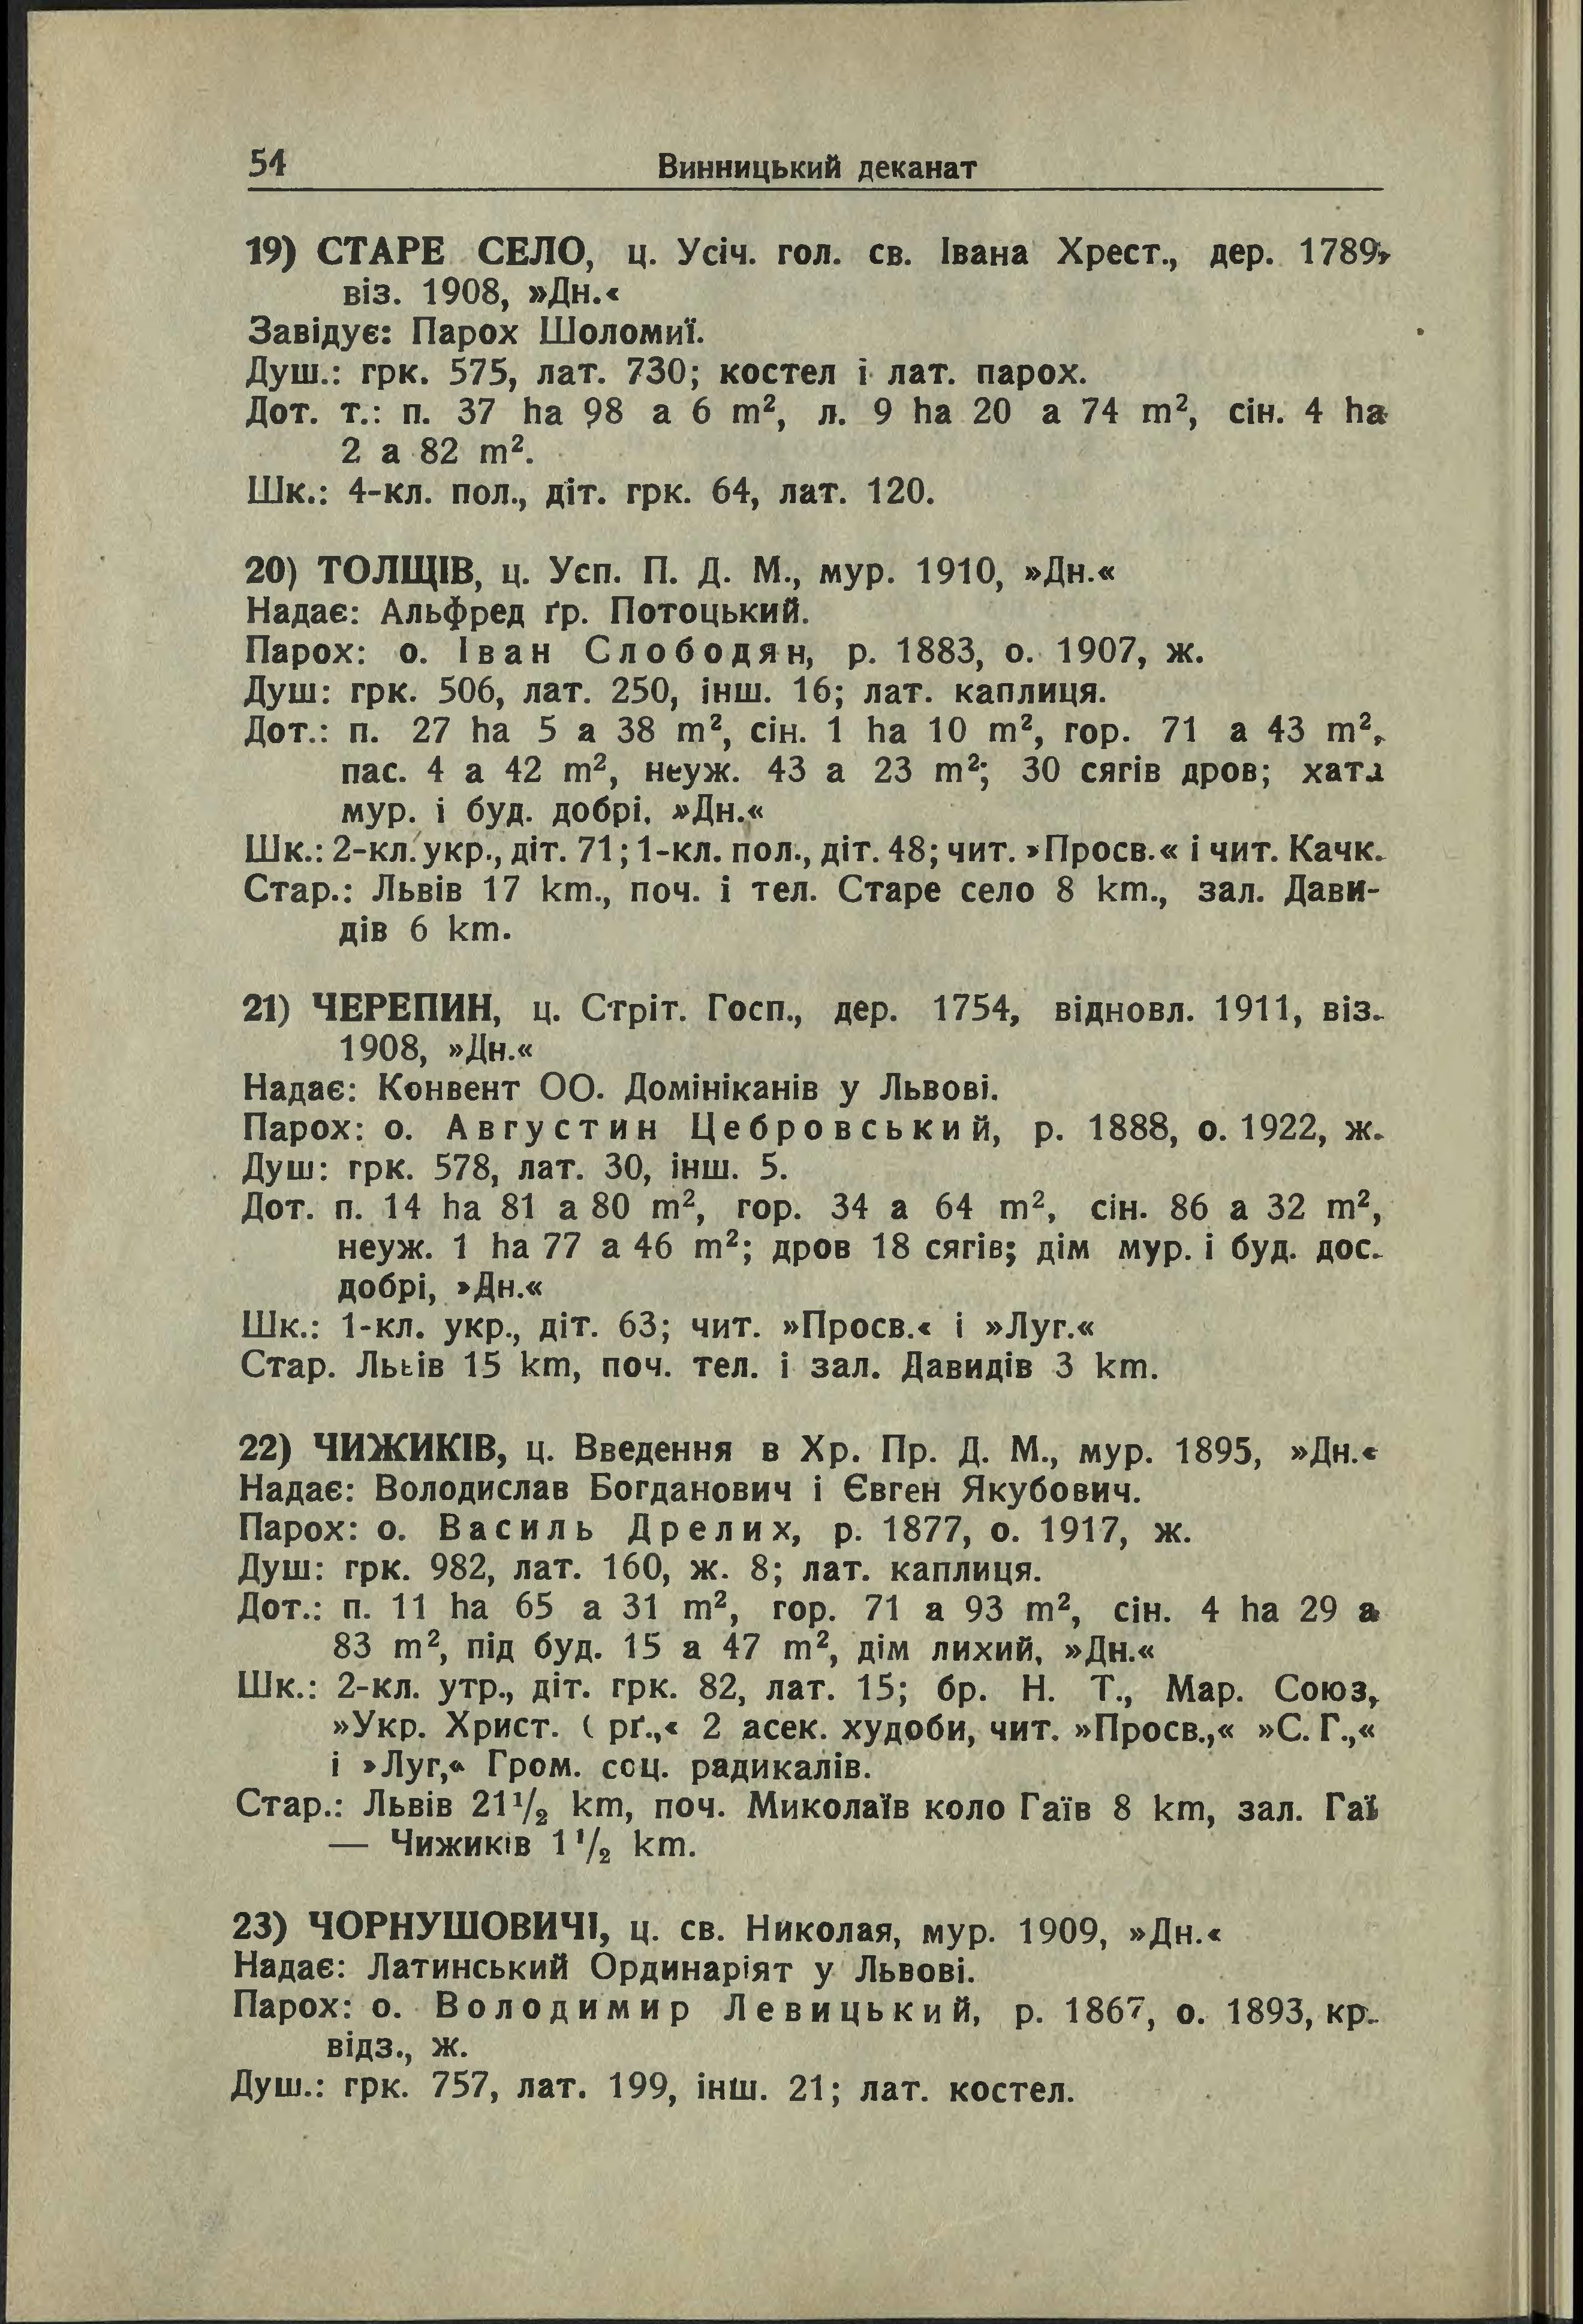 54 Винницький деканат
19) СТАРЕ СЕЛО, ц. Усіч. гол. св. Івана Хрест., дер. 1789,
віз. 1908, »Дн.«
Завідує: Парох Шоломиї.
Душ.: грк. 575, лат. 730; костел і лат. парох.
Дот. т.: п. 37 ha 98 a 6 m², л. 9 ha 20 a 74 m², сін. 4 ha
2 a 82 m².
Шк.: 4-кл. пол., діт. грк. 64, лат. 120.
20) ТОЛЩІВ, ц. Усп. П. Д. М., мур. 1910, »Дн.«
Надає: Альфред ґр. Потоцький.
Парох: о. Іван Слободян, р. 1883, о. 1907, ж.
Душ: грк. 506, лат. 250, інш. 16; лат. каплиця.
Дот.: п. 27 ha 5 a 38 m², сін. 1 ha 10 m², гор. 71 a 43 m²,
пас. 4 a 42 m², неуж. 43 a 23 m²; 30 сягів дров; хата
мур. і буд. добрі, »Дн.«
Шк.: 2-кл. укр., діт. 71; 1-кл. пол., діт. 48; чит. »Просв.« і чит. Качк.
Стар.: Львів 17 km., поч. і тел. Старе село 8 km., зал. Дави-
дів 6 km.
21) ЧЕРЕПИН, ц. Стріт. Госп., дер. 1754, відновл. 1911, віз.
1908, »Дн.«
Надає: Конвент ОО. Домініканів у Львові.
Парох: о. Августин Цебровський, р. 1888, о. 1922, ж.
Душ: грк. 578, лат. 30, інш. 5.
Дот. п. 14 ha 81 a 80 m², гор. 34 a 64 m², сін. 86 a 32 m²,
неуж. 1 ha 77 a 46 m²; дров 18 сягів; дім мур. і буд. дос.
добрі, »Дн.«
Шк.: 1-кл. укр., діт. 63; чит. »Просв.« і »Луг.«
Стар. Львів 15 km, поч. тел. і зал. Давидів 3 km.
22) ЧИЖИКІВ, ц. Введення в Хр. Пр. Д. М., мур. 1895, »Дн.«
Надає: Володислав Богданович і Євген Якубович.
Парох: о. Василь Дрелих, р. 1877, о. 1917, ж.
Душ: грк. 982, лат. 160, ж. 8; лат. каплиця.
Дот.: п. 11 ha 65 a 31 m², гор. 71 a 93 m², сін. 4 ha 29 a
83 m², під буд. 15 a 47 m², дім лихий, »Дн.«
Шк.: 2-кл. утр., діт. грк. 82, лат. 15; бр. Н. Т., Мар. Союз,
»Укр. Христ. 2 асек. худоби, чит. »Просв.,« »С. Г.,«
і »Луг,« Гром. соц. радикалів.
Стар.: Львів 21½ km, поч. Миколаїв коло Гаїв 8 km, зал. Гаї
— Чижиків 1½ km.
23) ЧОРНУШОВИЧІ, ц. св. Николая, мур. 1909, »Дн.«
Надає: Латинський Ординаріят у Львові.
Парох: о. Володимир Левицький, р. 1867, о. 1893, кр.
відз., ж.
Душ.: грк. 757, лат. 199, інш. 21; лат. костел.